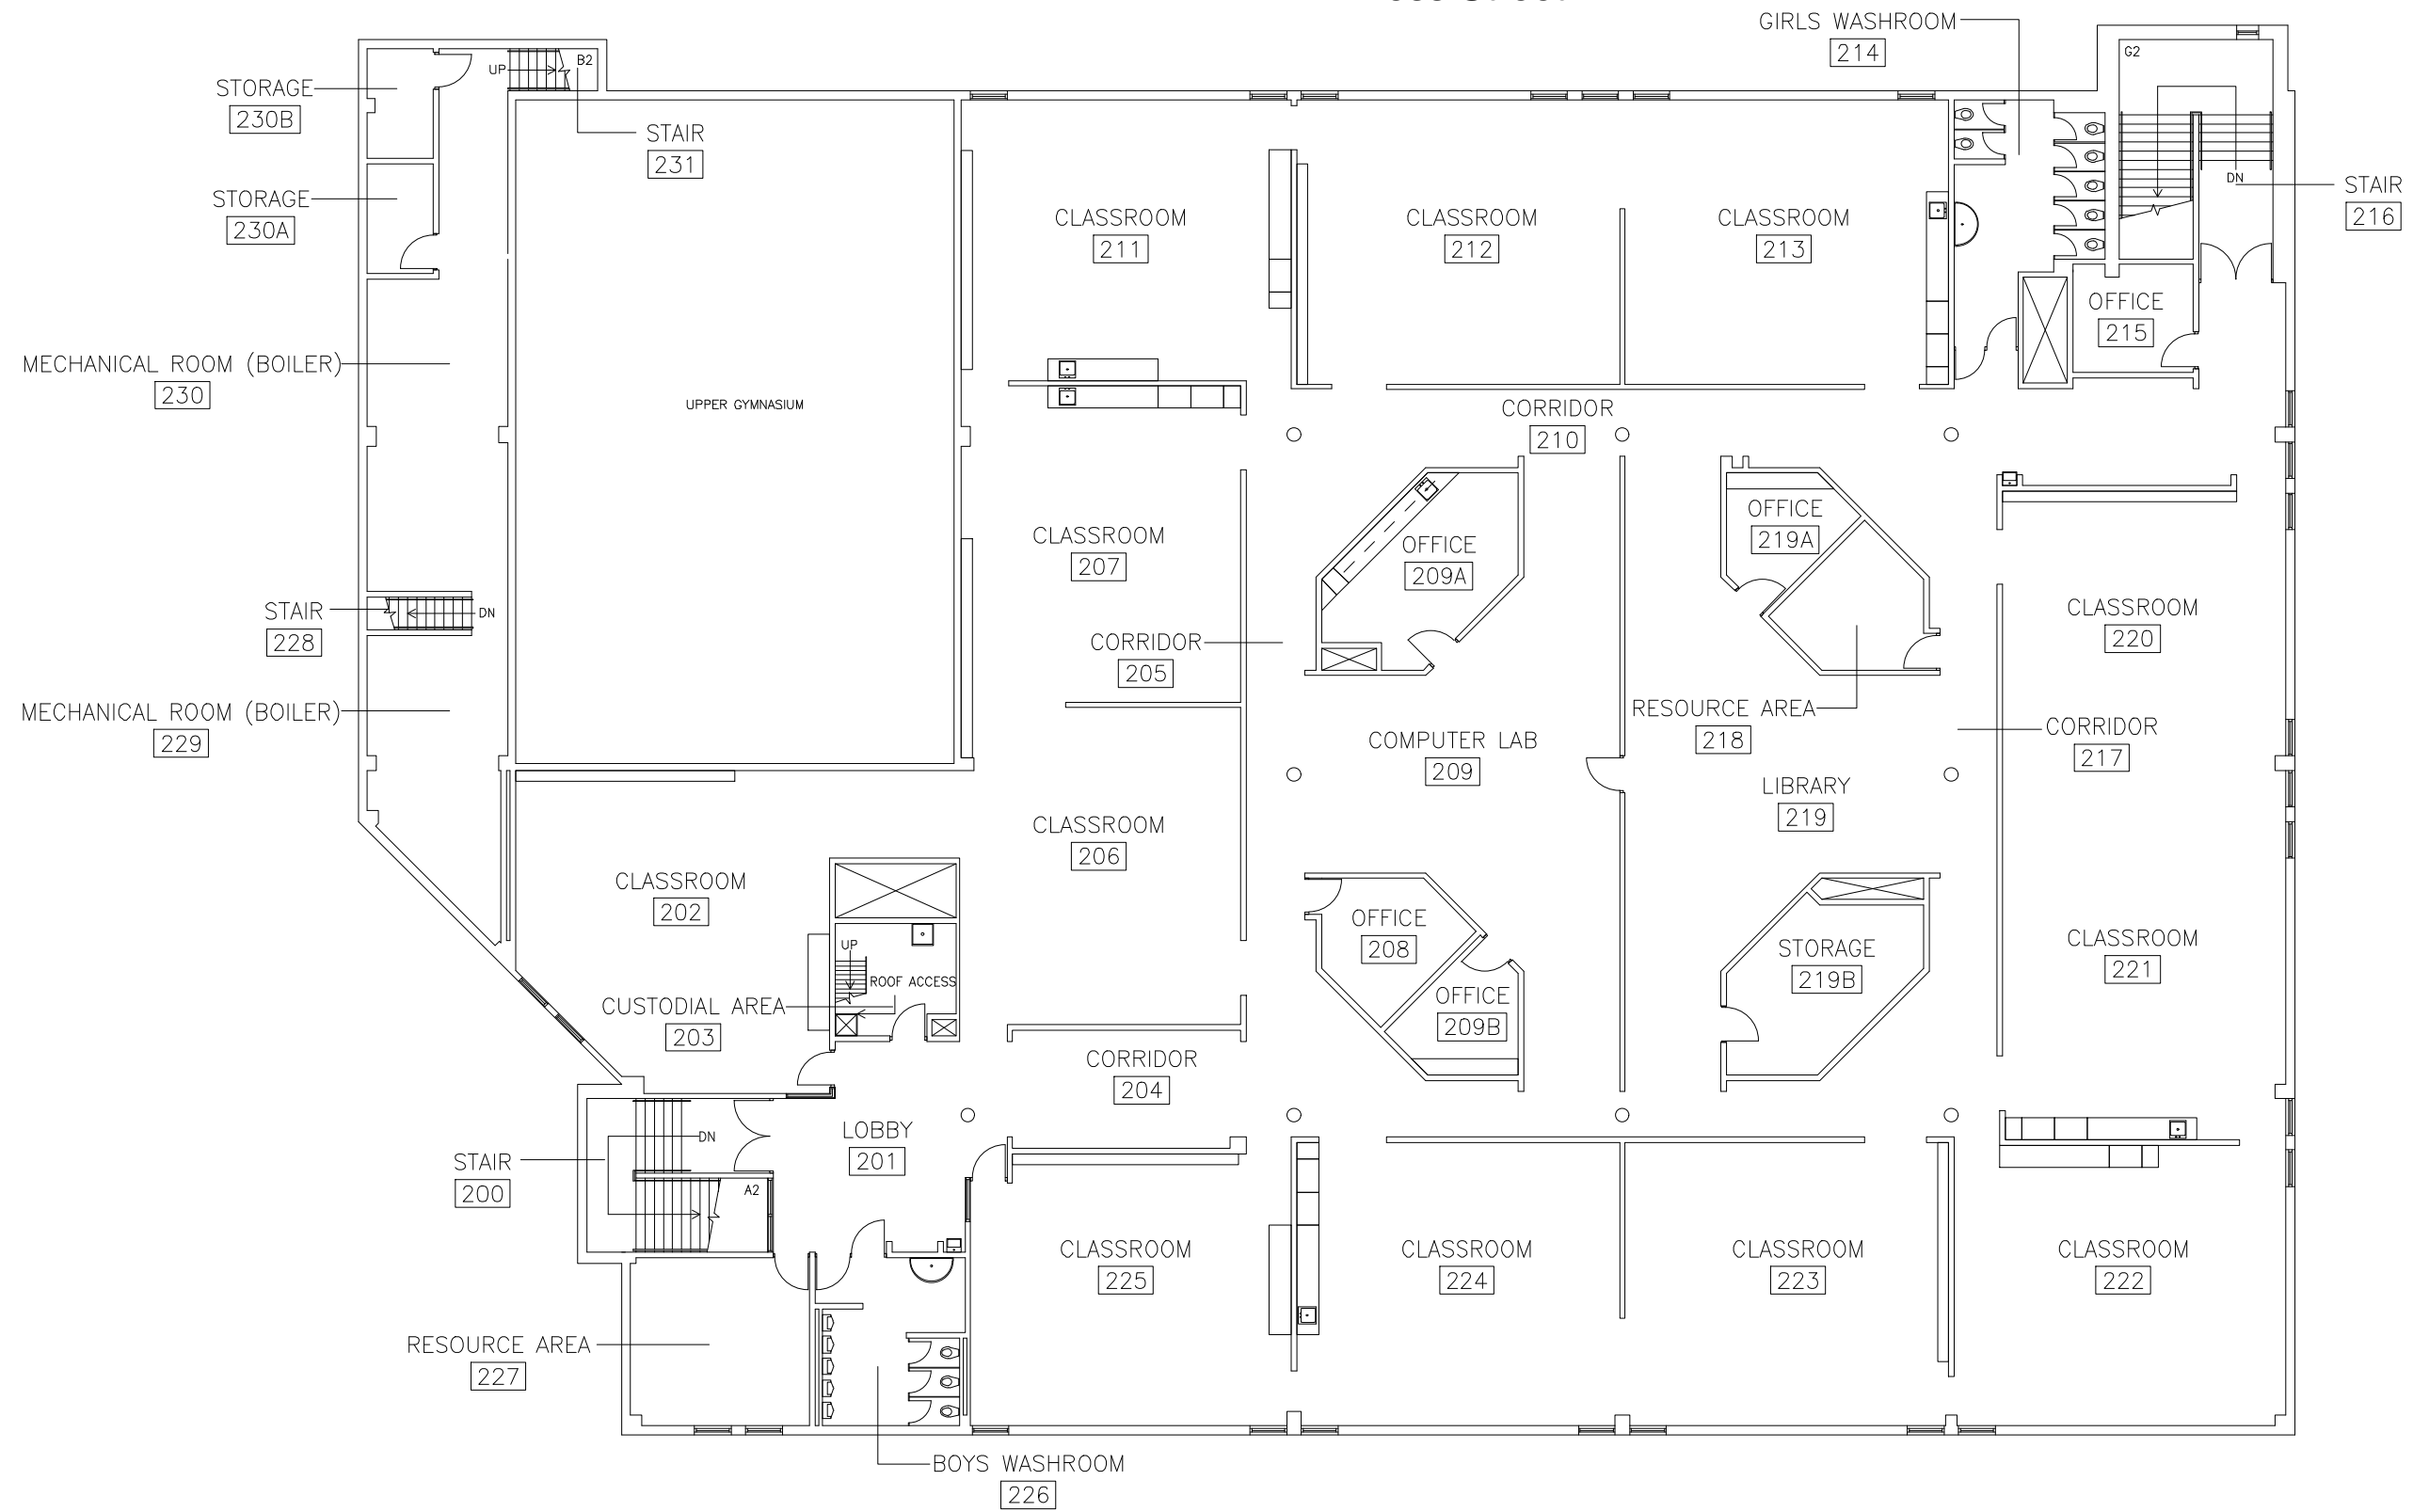 GIRLS WASHROOM
214
G2
B2
UP
STORAGE
230B
STAIR
231
STORAGE
230A
DN
STAIR
216
CLASSROOM
211
CLASSROOM
212
CLASSROOM
213
OFFICE
215
MECHANICAL ROOM (BOILER)
230
UPPER GYMNASIUM
CORRIDOR
210
CLASSROOM
207
OFFICE
209A
OFFICE
219A
STAIR
228
DN
CLASSROOM
220
CORRIDOR
205
MECHANICAL ROOM (BOILER)
229
RESOURCE AREA
218
CORRIDOR
217
COMPUTER LAB
209
LIBRARY
219
CLASSROOM
206
CLASSROOM
202
OFFICE
208
STORAGE
219B
CLASSROOM
221
UP
ROOF ACCESS
CUSTODIAL AREA
203
OFFICE
209B
CORRIDOR
204
DN
LOBBY
201
STAIR
200
A2
CLASSROOM
225
CLASSROOM
224
CLASSROOM
223
CLASSROOM
222
RESOURCE AREA
227
BOYS WASHROOM
226